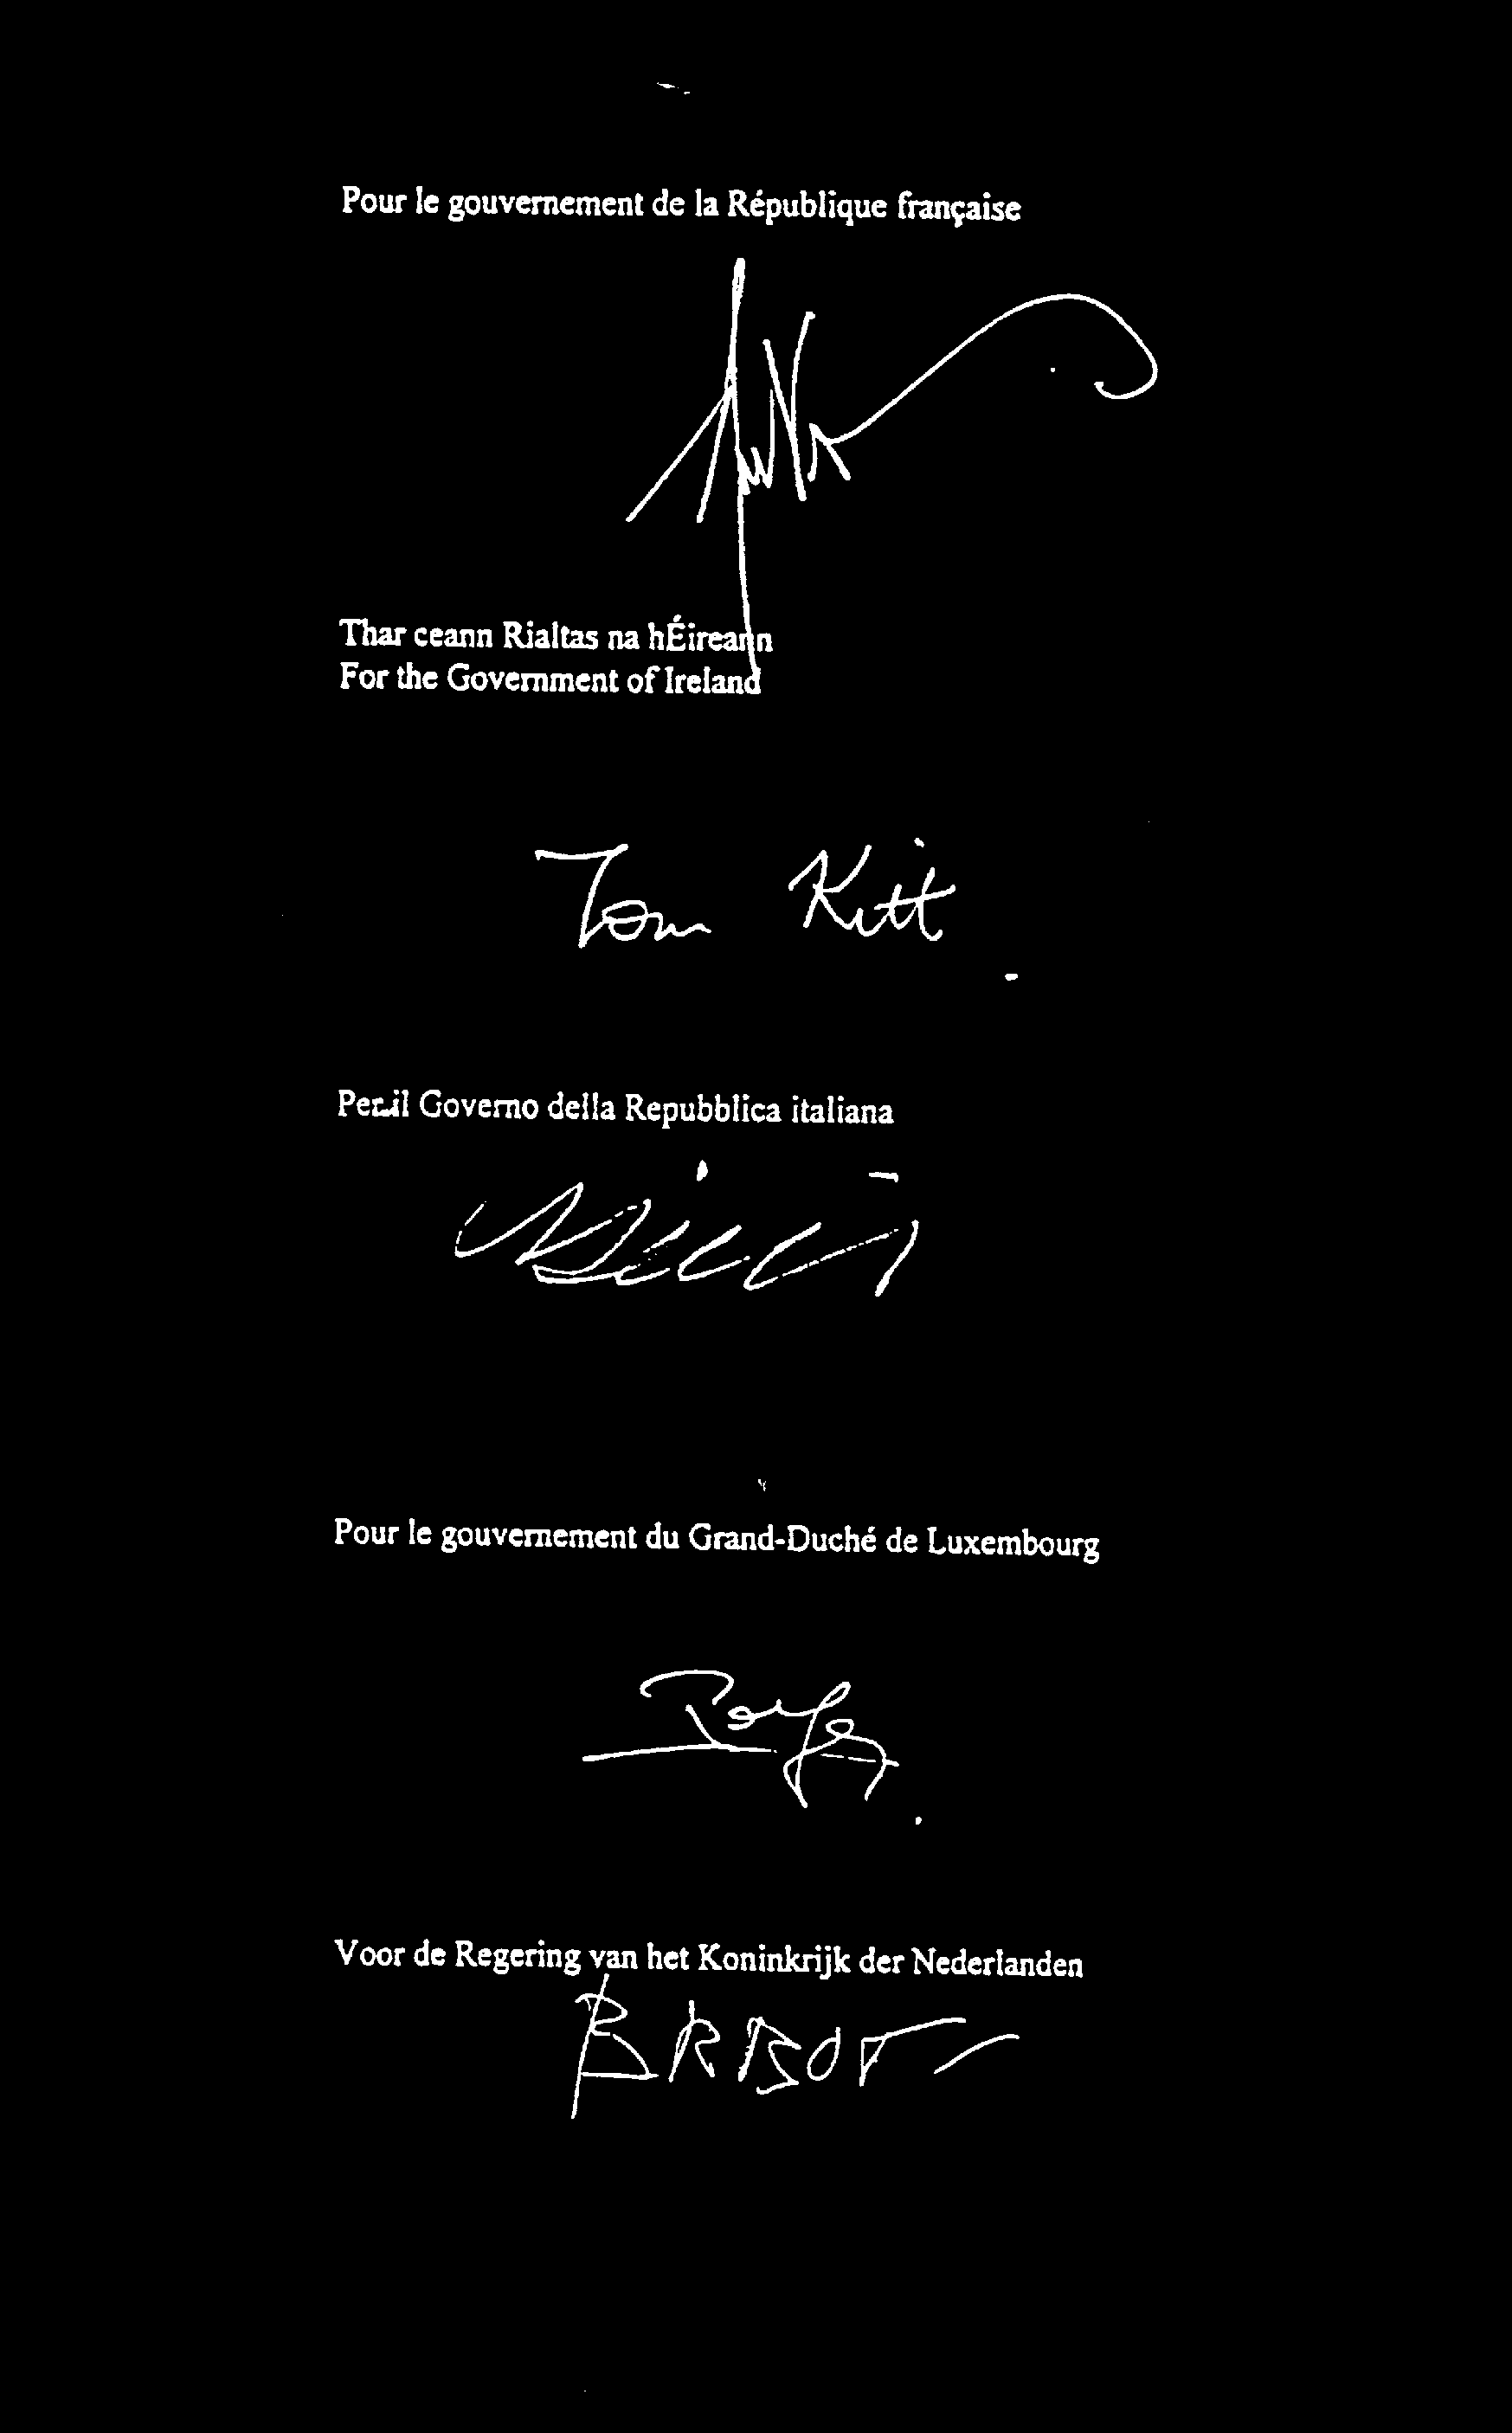 Pour le gouvernement de la République française
Thar ceann Rialtas na hÉireann
For the Government of Ireland
Tom Kitt
Per il Governo della Repubblica italiana
Pour le gouvernement du Grand-Duché de Luxembourg
Voor de Regering van het Koninkrijk der Nederlanden